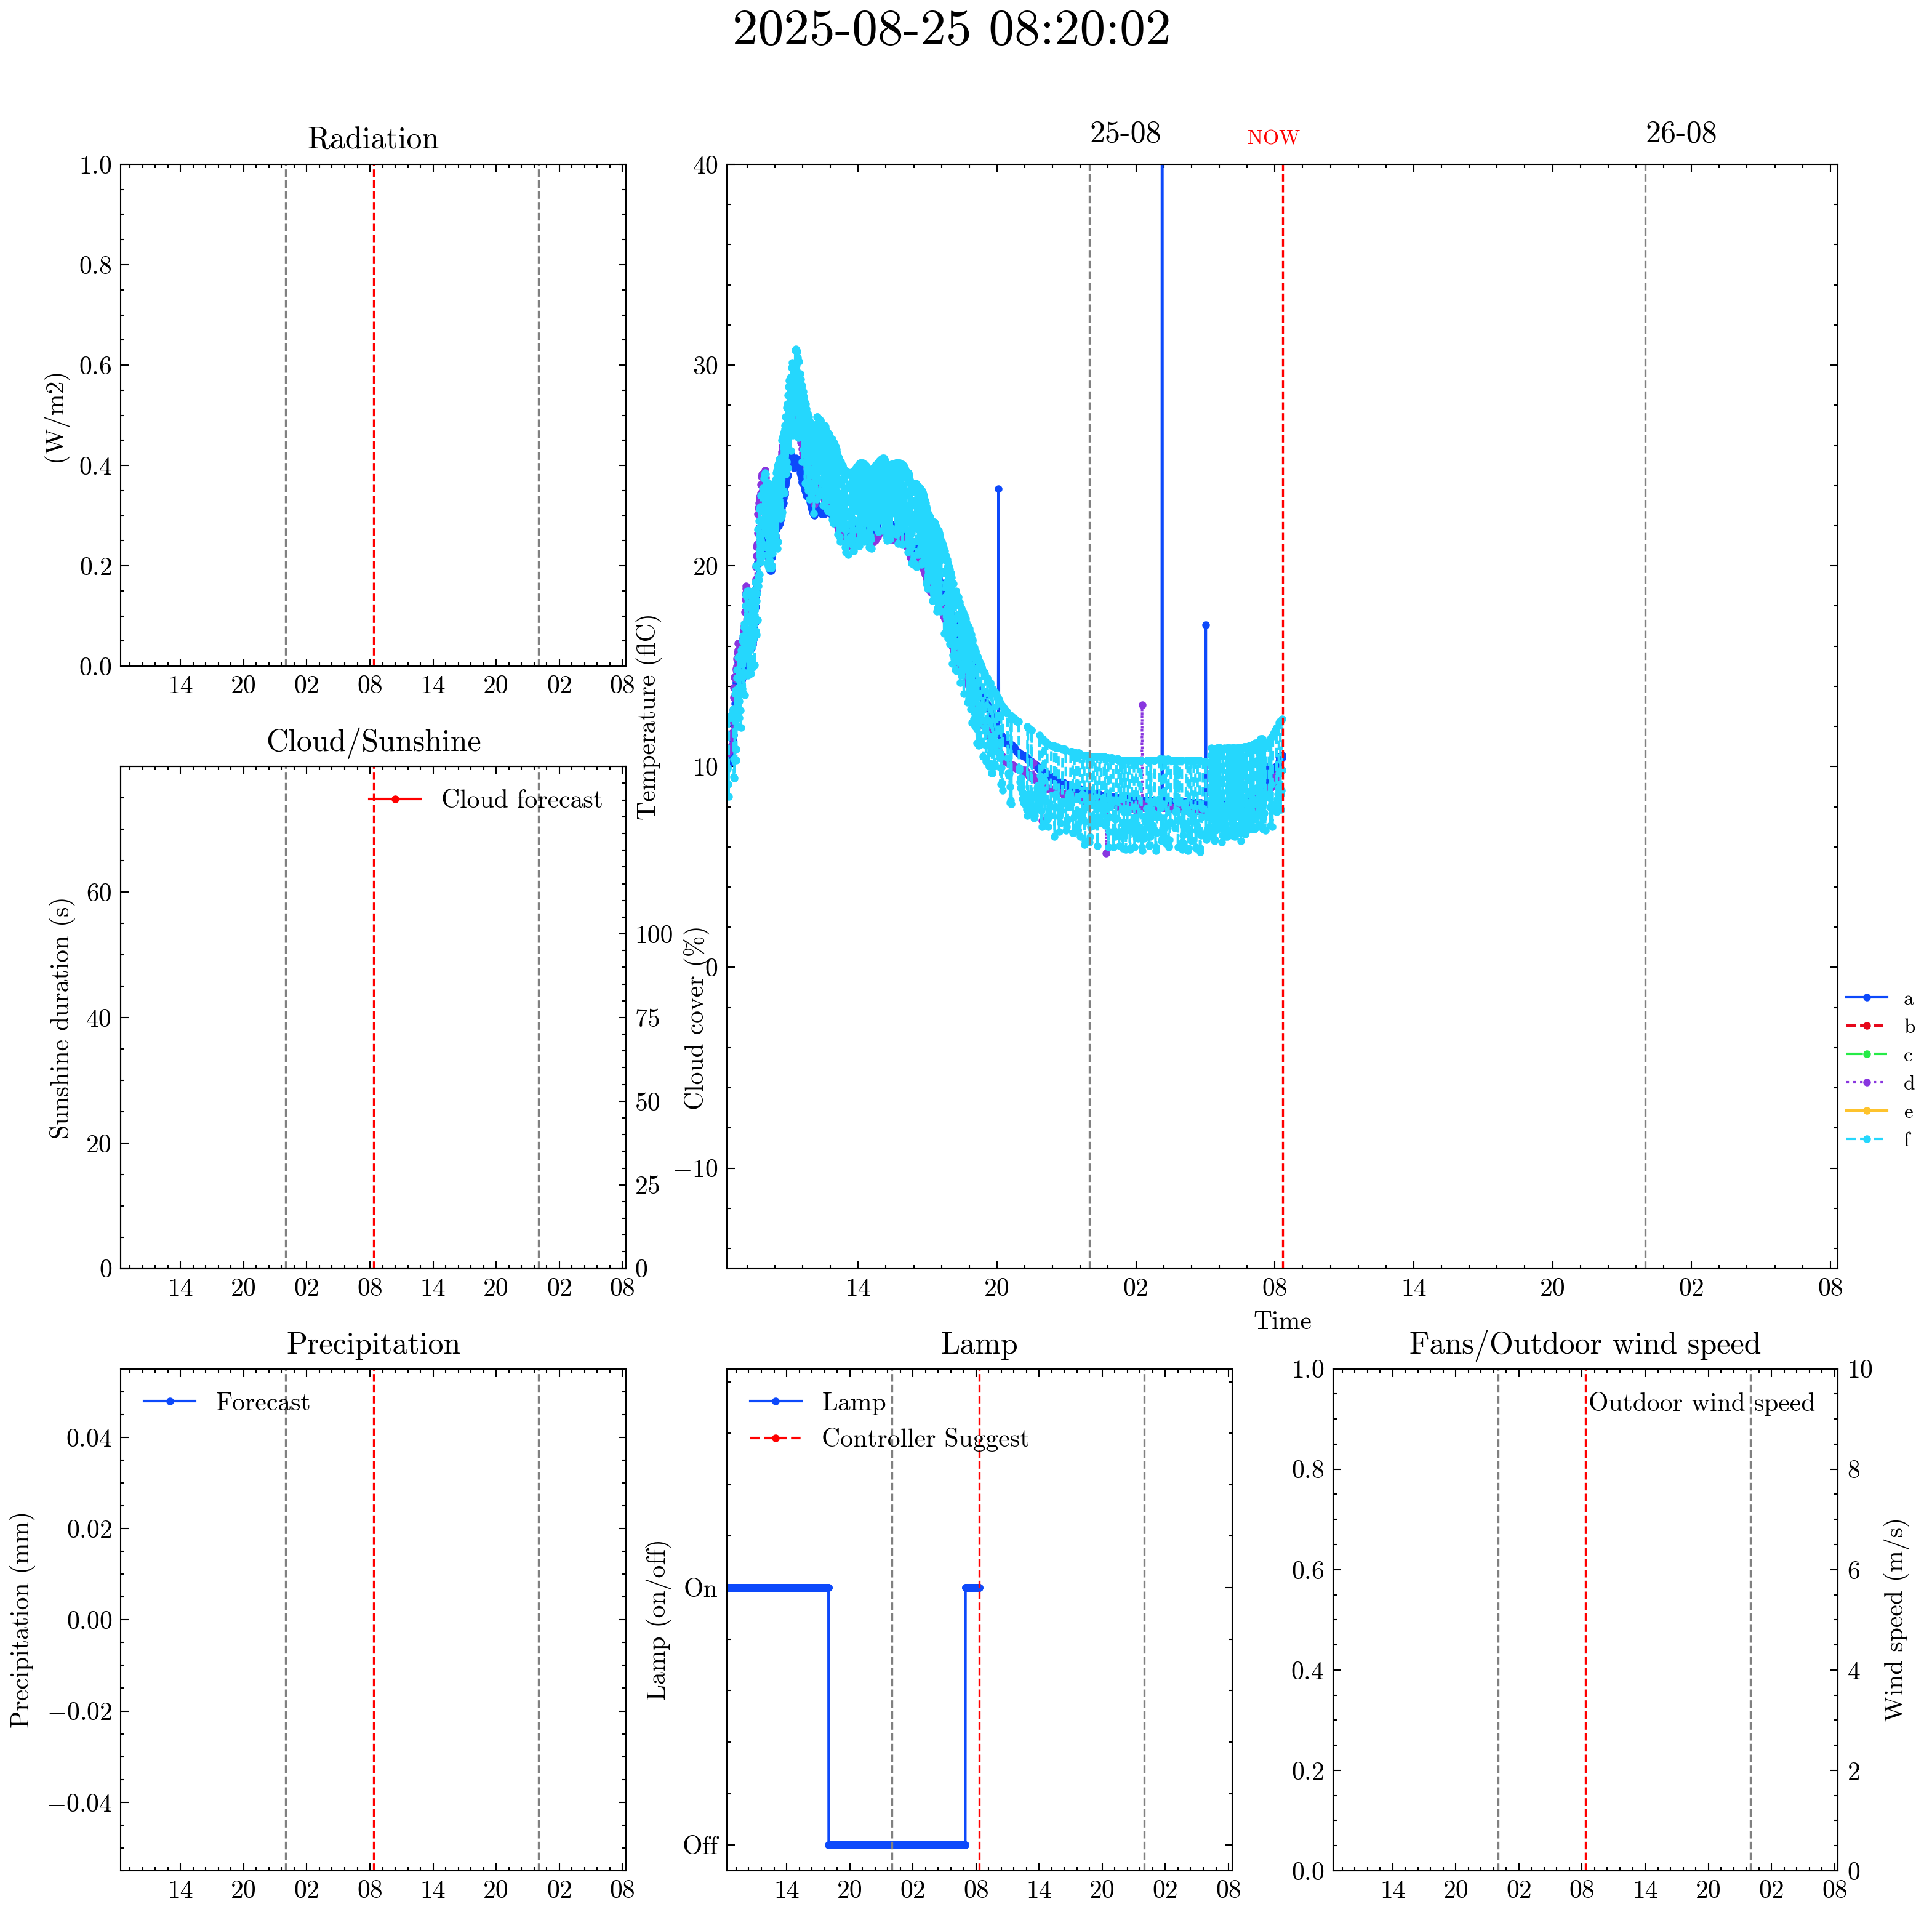 2025-08-25 08:20:02
Radiation
(W/m2)
1.0
0.8
0.6
0.4
0.2
0.0
14 20 02 08 14 20 02 08
25-08 NOW 26-08
Temperature (flC)
40
30
20
10
0
−10
14 20 02 08 14 20 02 08
Time
a
b
c
d
e
f
Cloud/Sunshine
Cloud forecast
Sunshine duration (s)
60
40
20
0
Cloud cover (%)
100
75
50
25
0
14 20 02 08 14 20 02 08
Precipitation
Forecast
Precipitation (mm)
0.04
0.02
0.00
−0.02
−0.04
14 20 02 08 14 20 02 08
Lamp
Lamp
Controller Suggest
Lamp (on/off)
On
Off
14 20 02 08 14 20 02 08
Fans/Outdoor wind speed
Outdoor wind speed
1.0
0.8
0.6
0.4
0.2
0.0
10
8
6
4
2
0
Wind speed (m/s)
14 20 02 08 14 20 02 08